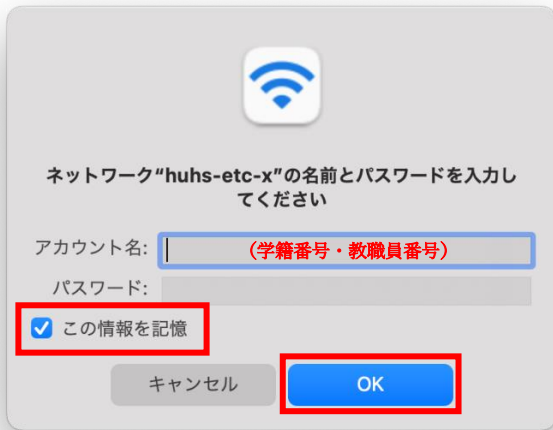 ネットワーク“huhs-etc-x”の名前とパスワードを入力し
てください
アカウント名: (学籍番号・教職員番号)
パスワード:
この情報を記憶
キャンセル OK